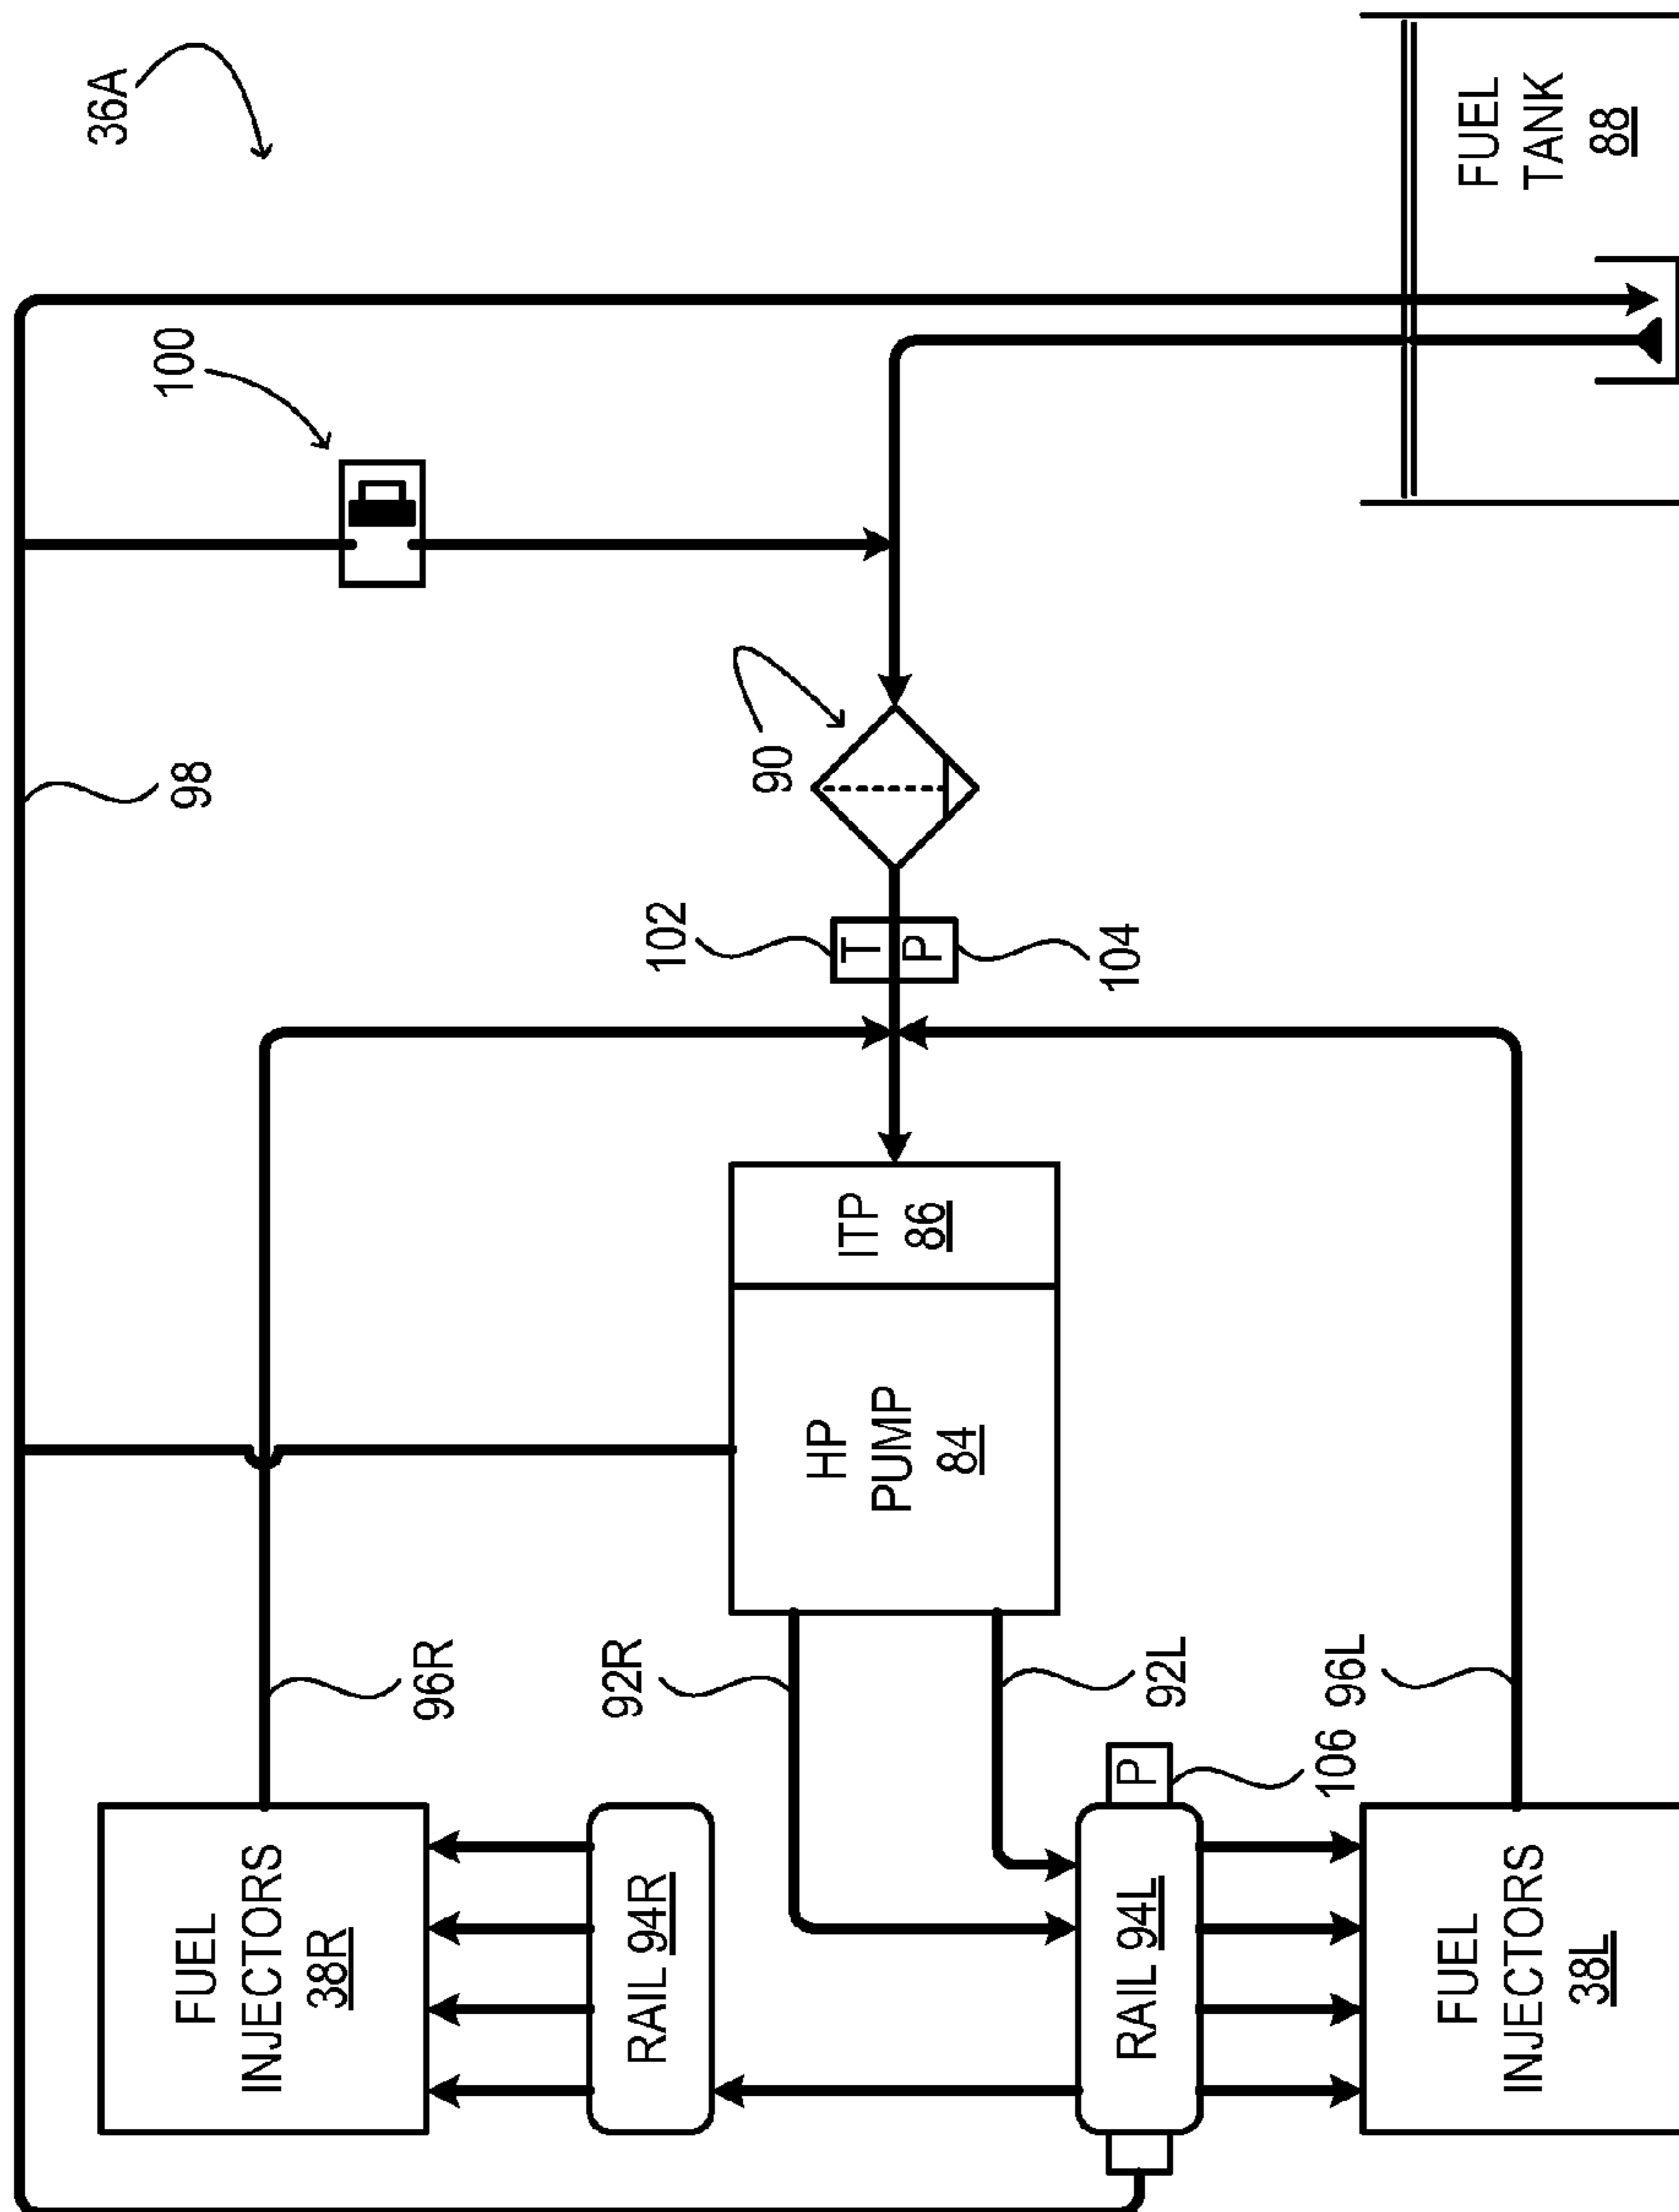 36A
98
100
FUEL
INJECTORS
38R
96R
RAIL 94R
92R
HP
PUMP
84
ITP
86
102
T
P
104
90
RAIL 94L
P
106
92L
96L
FUEL
INJECTORS
38L
FUEL
TANK
88